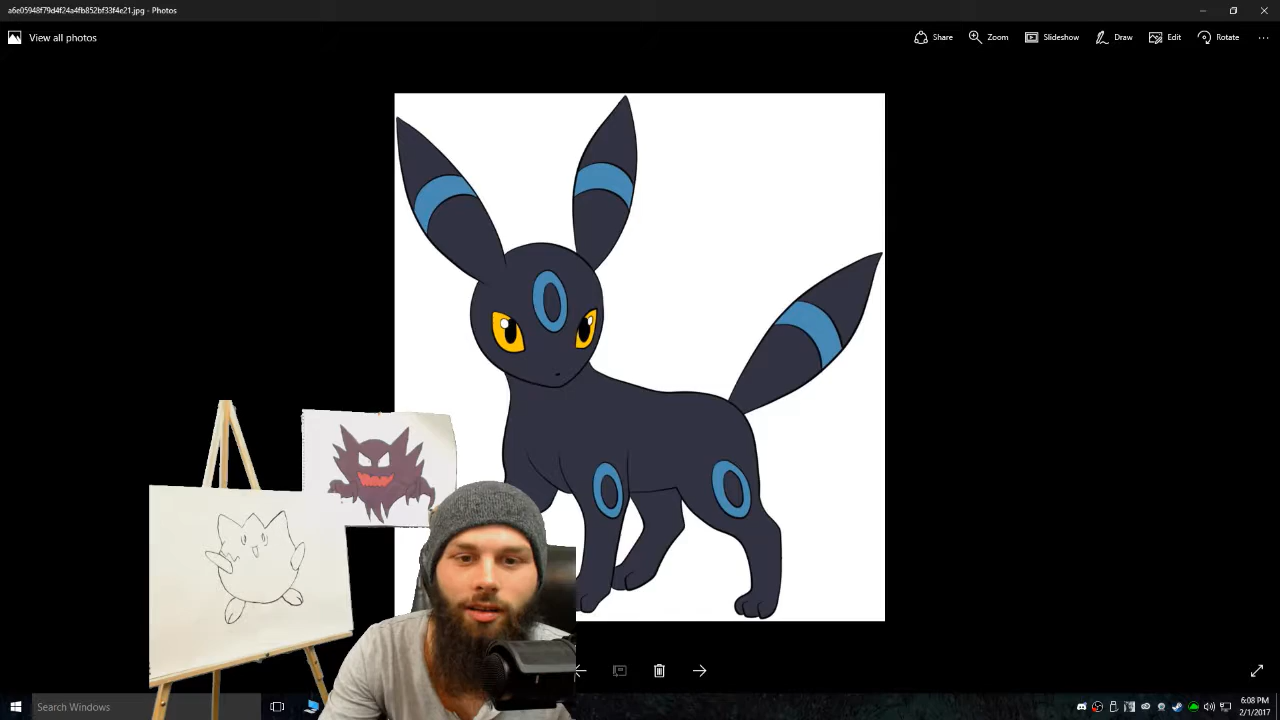 a6e05948f79d4f24a4fb852bf33f4e21.jpg - Photos
View all photos
Share
Zoom
Slideshow
Draw
Edit
Rotate
Search Windows
6:08 PM
2/1/2017